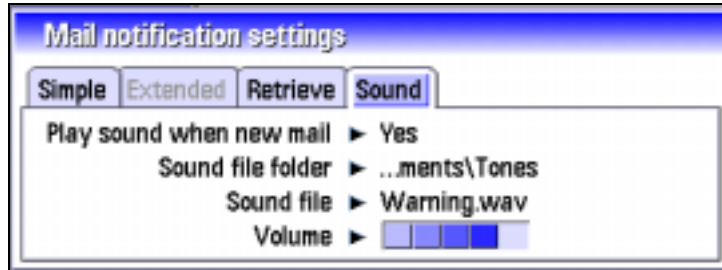 Mail notification settings
Simple Extended Retrieve Sound
Play sound when new mail ► Yes
Sound file folder ► ...ments\Tones
Sound file ► Warning.wav
Volume ►